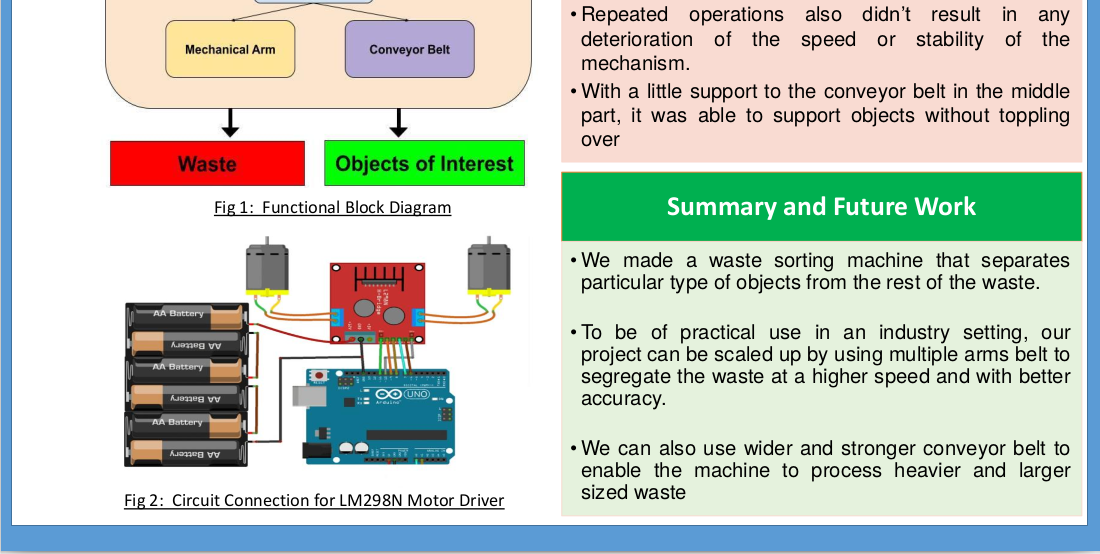 Mechanical Arm
Conveyor Belt
Waste
Objects of Interest
Fig 1: Functional Block Diagram
AA Battery
AA Battery
AA Battery
AA Battery
AA Battery
AA Battery
UNO
Fig 2: Circuit Connection for LM298N Motor Driver
• Repeated operations also didn’t result in any
deterioration of the speed or stability of the
mechanism.
• With a little support to the conveyor belt in the middle
part, it was able to support objects without toppling
over
Summary and Future Work
• We made a waste sorting machine that separates
particular type of objects from the rest of the waste.
• To be of practical use in an industry setting, our
project can be scaled up by using multiple arms belt to
segregate the waste at a higher speed and with better
accuracy.
• We can also use wider and stronger conveyor belt to
enable the machine to process heavier and larger
sized waste